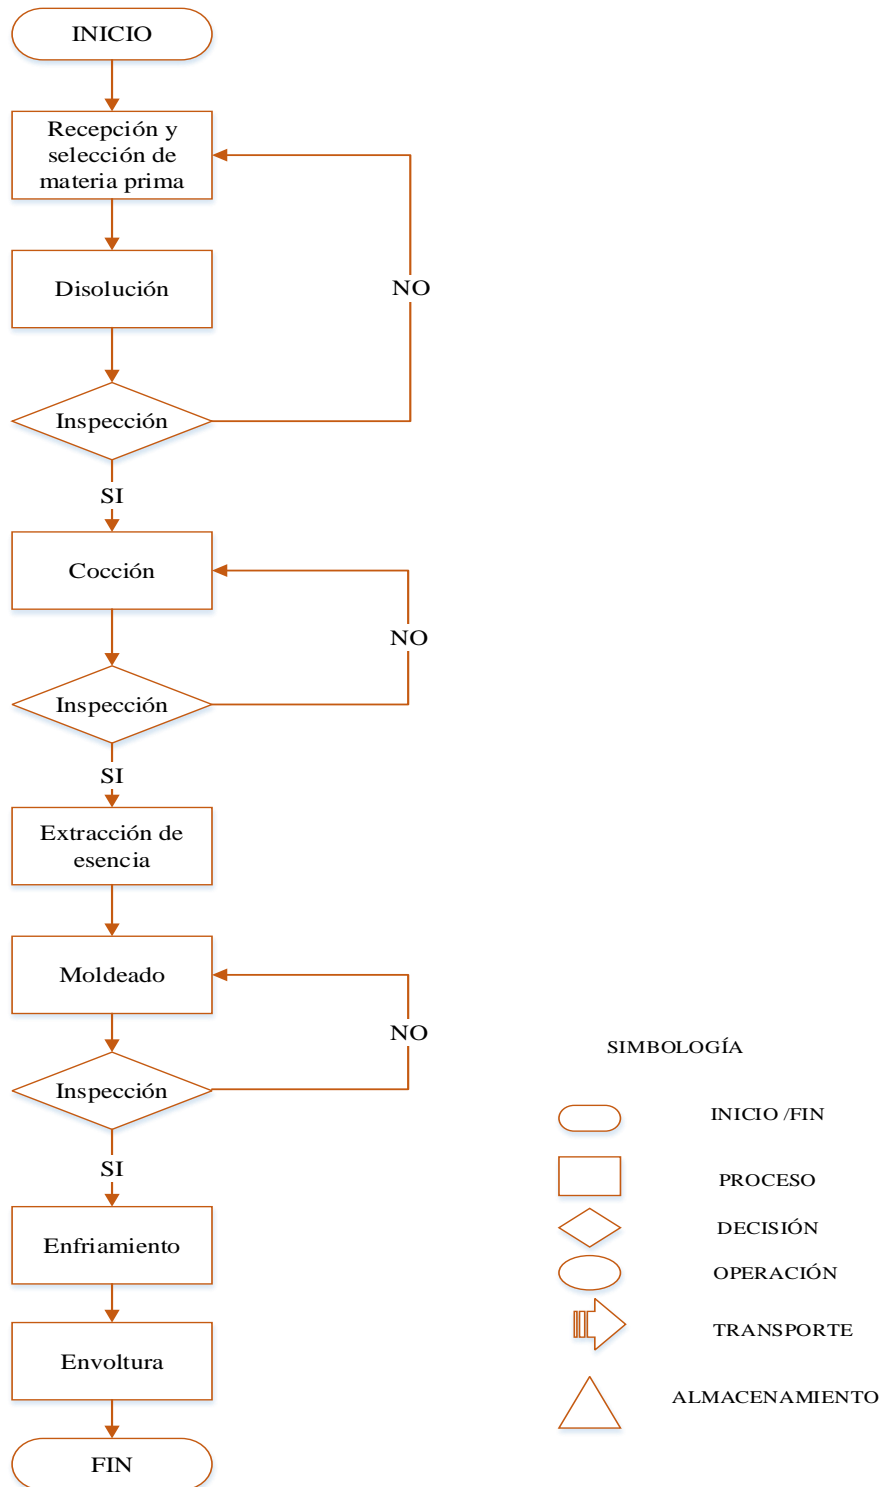 INICIO
Recepción y
selección de
materia prima
Disolución
NO
Inspección
SI
Cocción
NO
Inspección
SI
Extracción de
esencia
Moldeado
NO
Inspección
SI
Enfriamiento
Envoltura
FIN
SIMBOLOGÍA
INICIO /FIN
PROCESO
DECISIÓN
OPERACIÓN
TRANSPORTE
ALMACENAMIENTO